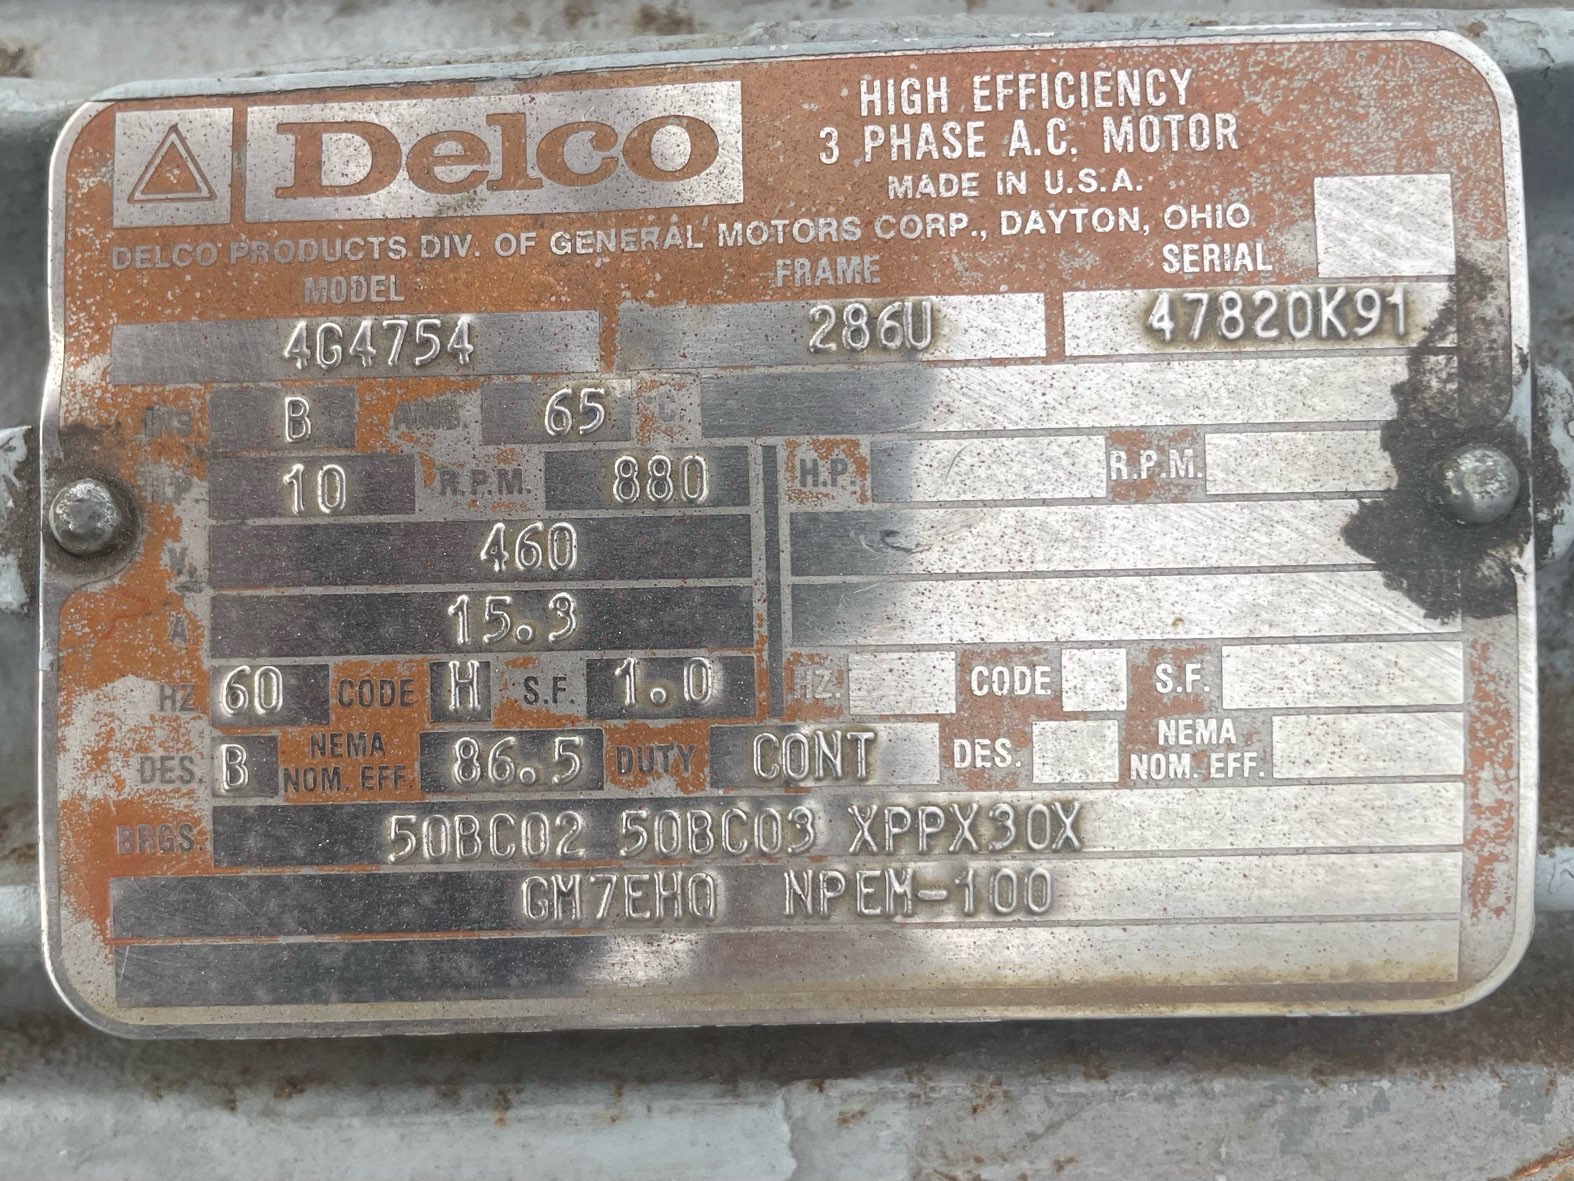 Delco
HIGH EFFICIENCY
3 PHASE A.C. MOTOR
MADE IN U.S.A.
DELCO PRODUCTS DIV. OF GENERAL MOTORS CORP., DAYTON, OHIO
MODEL FRAME SERIAL
4G4754 286U 47820K91
INS B AMB 65 °C
H.P. 10 R.P.M. 880 H.P. R.P.M.
V 460
A 15.3
HZ 60 CODE H S.F. 1.0 HZ. CODE S.F.
DES. B NEMA NOM. EFF. 86.5 DUTY CONT DES. NEMA NOM. EFF.
BRGS. 50BC02 50BC03 XPPX30X
GM7EHQ NPEM-100